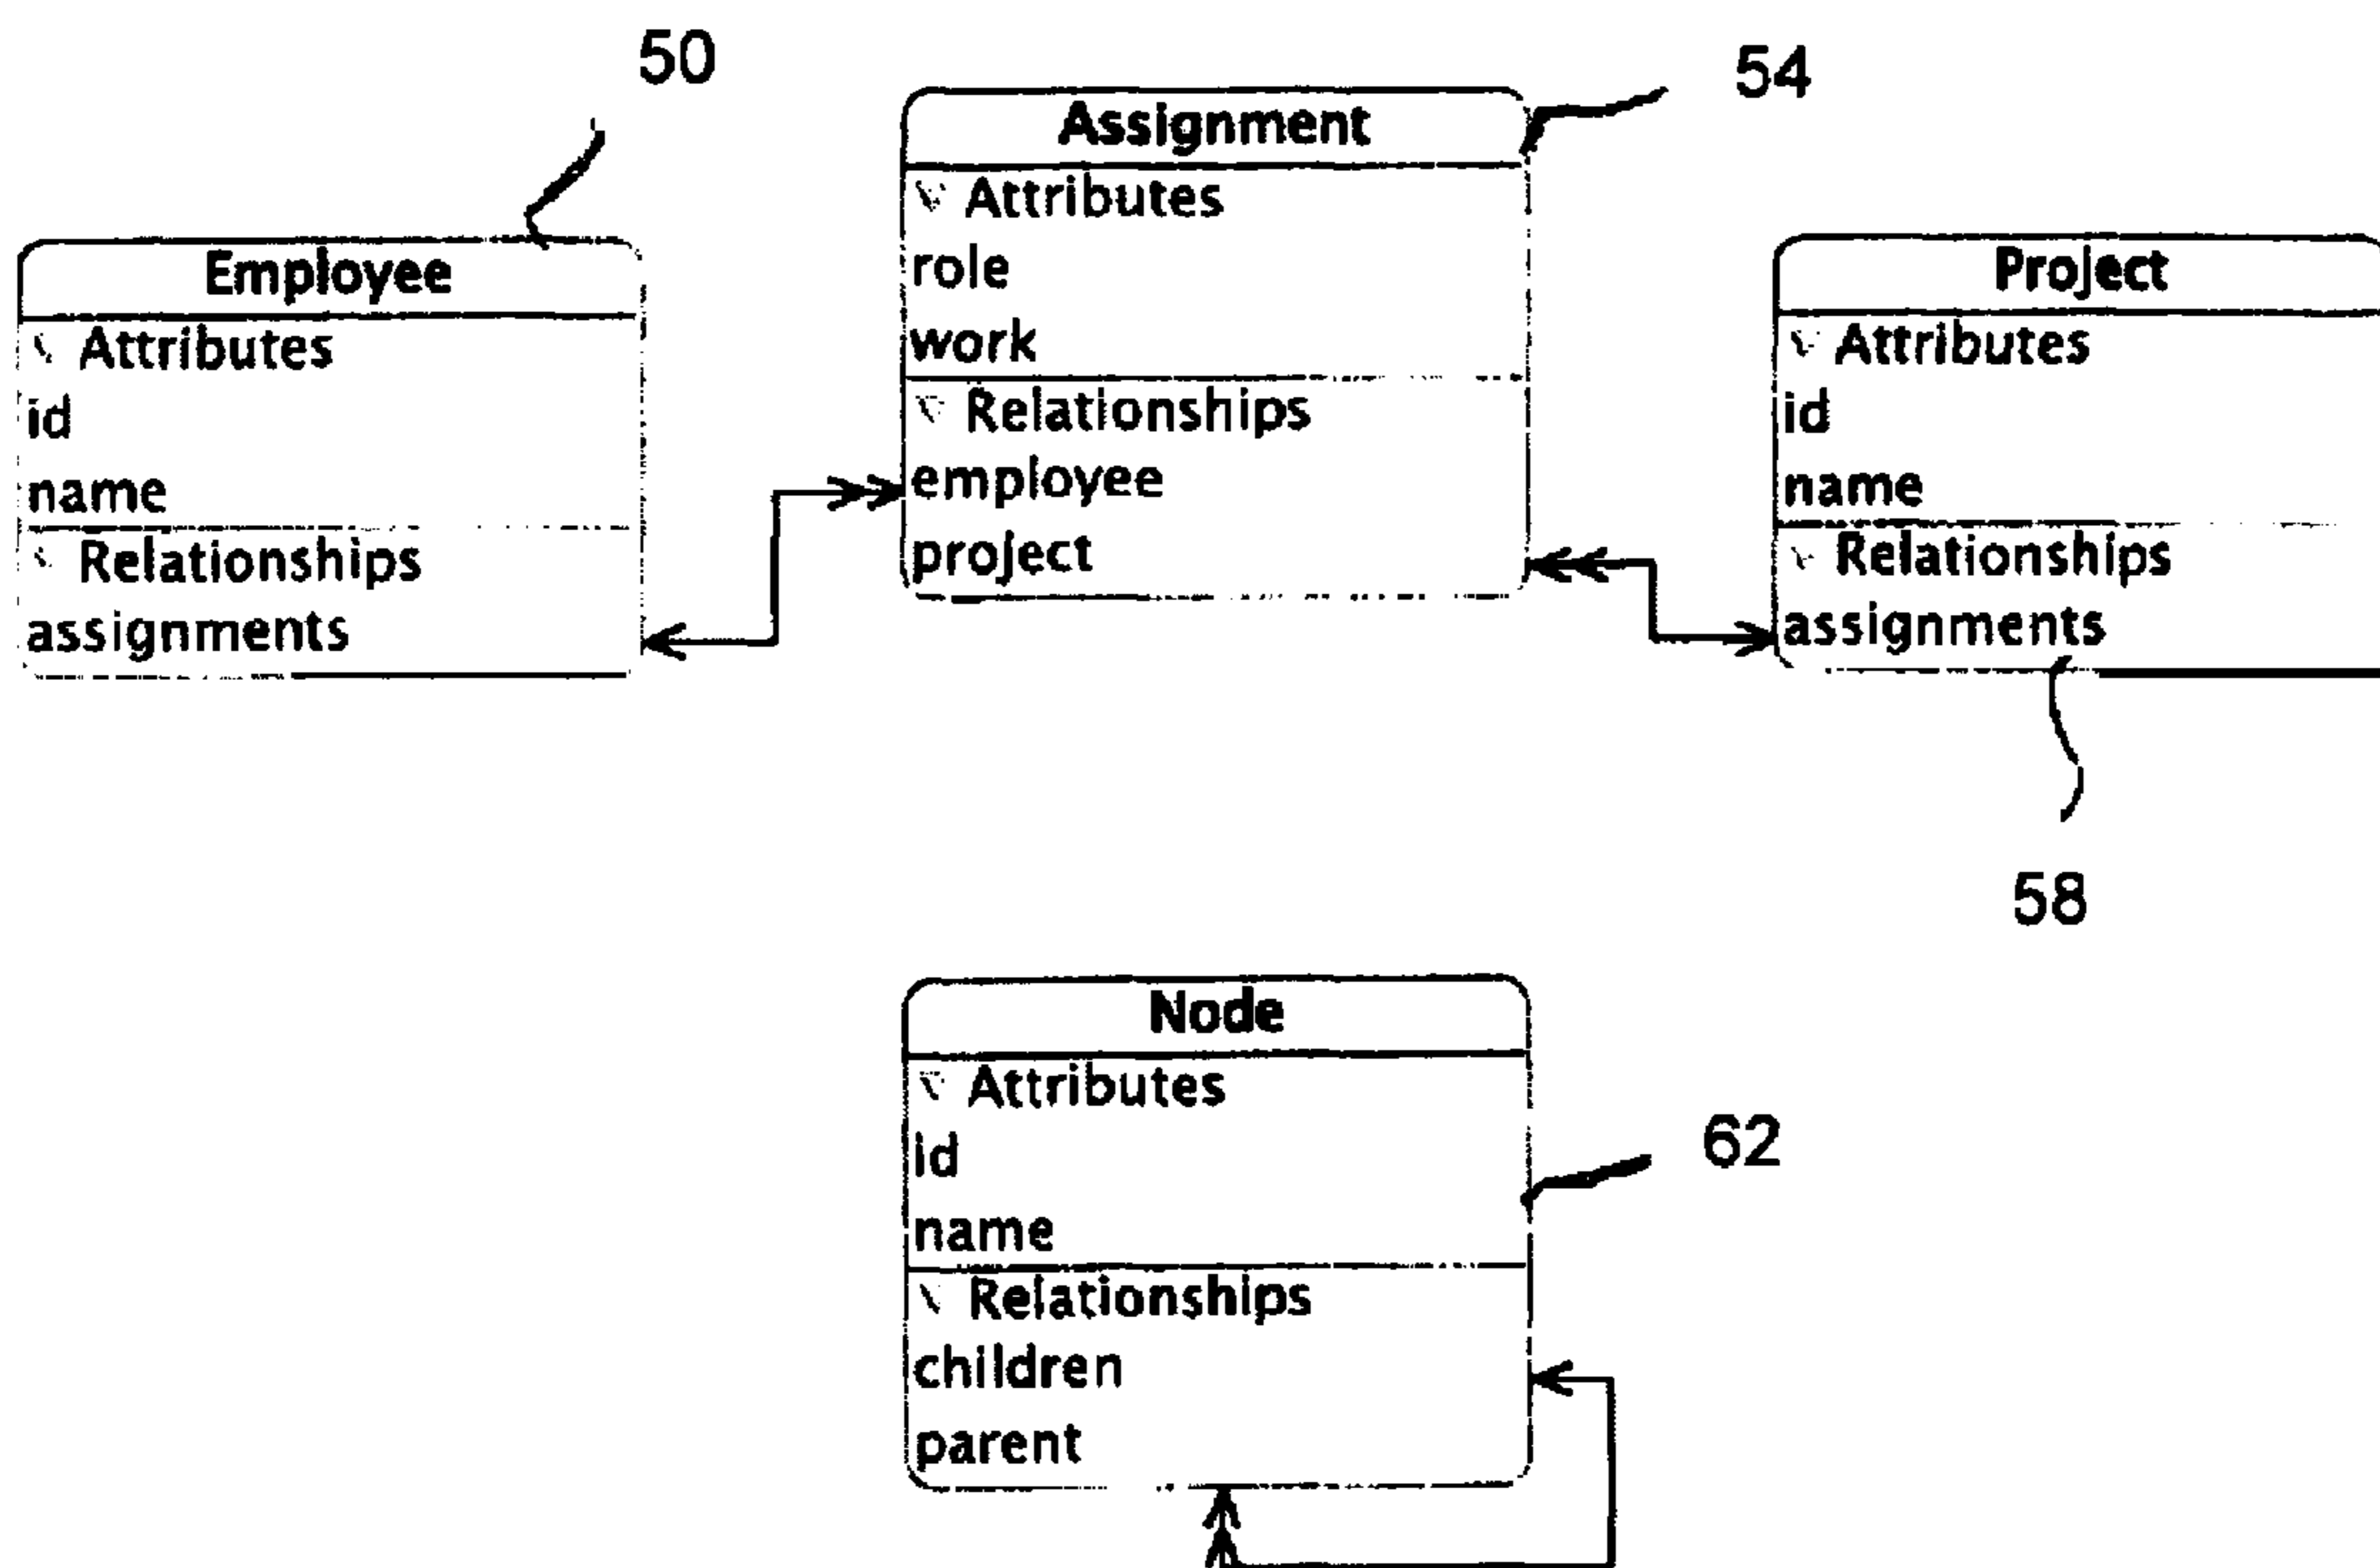 50
Employee
Attributes
id
name
Relationships
assignments
54
Assignment
Attributes
role
work
Relationships
employee
project
Project
Attributes
id
name
Relationships
assignments
58
Node
Attributes
id
name
Relationships
children
parent
62